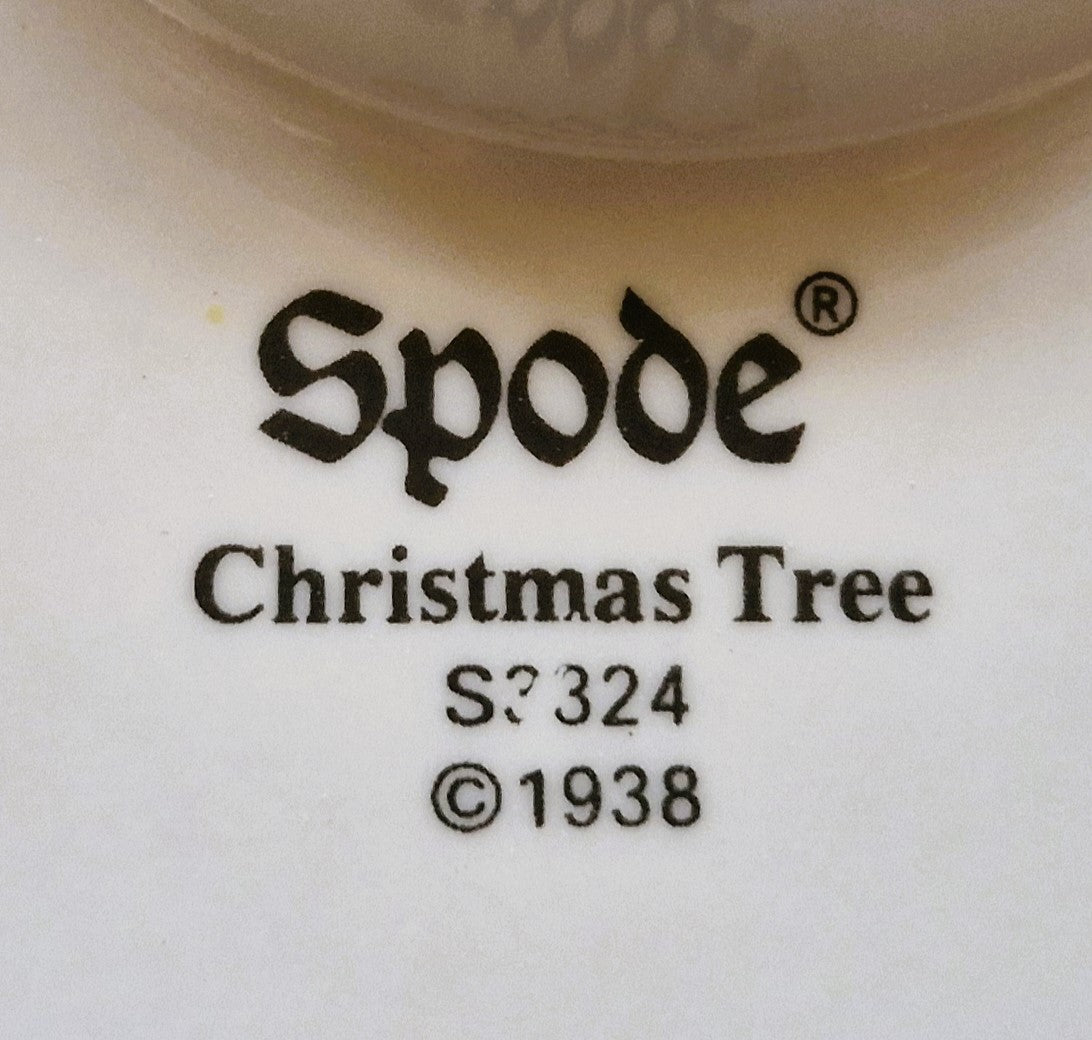 Spode®
Christmas Tree
S3324
©1938